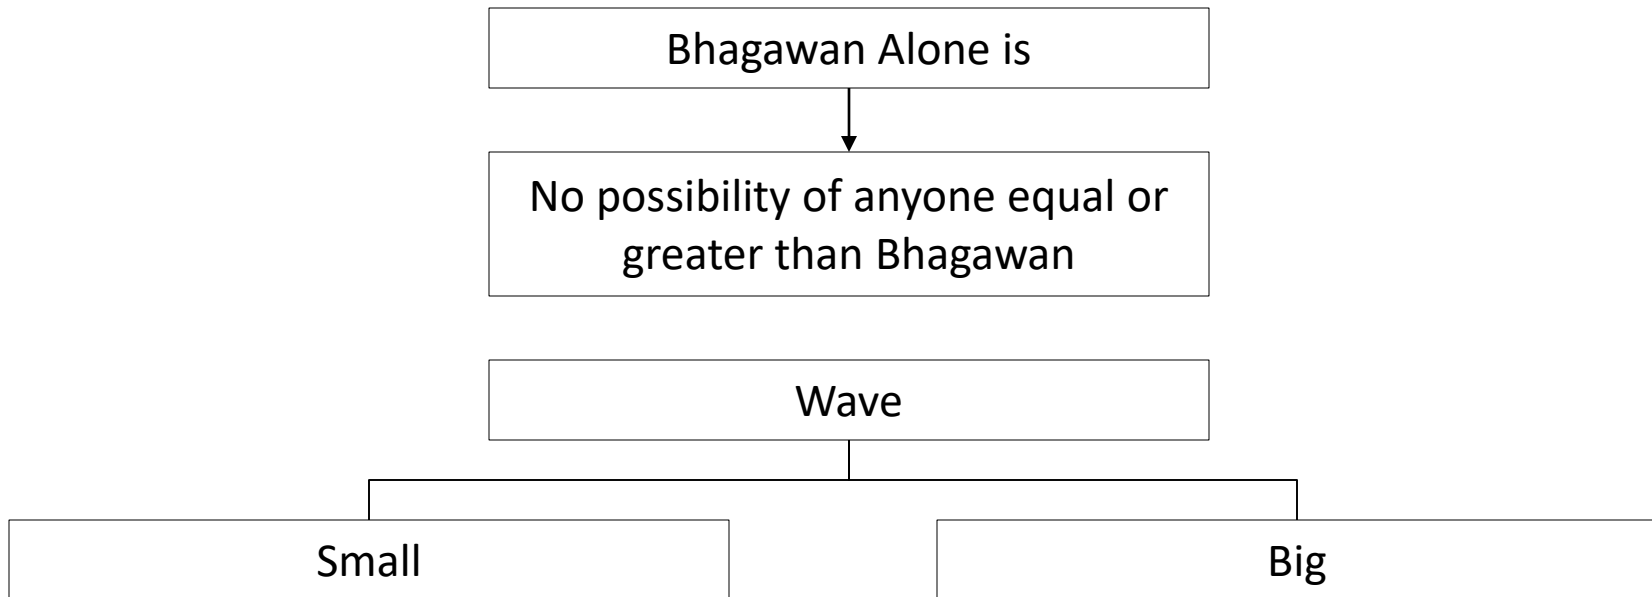 Bhagawan Alone is
No possibility of anyone equal or
greater than Bhagawan
Wave
Small
Big